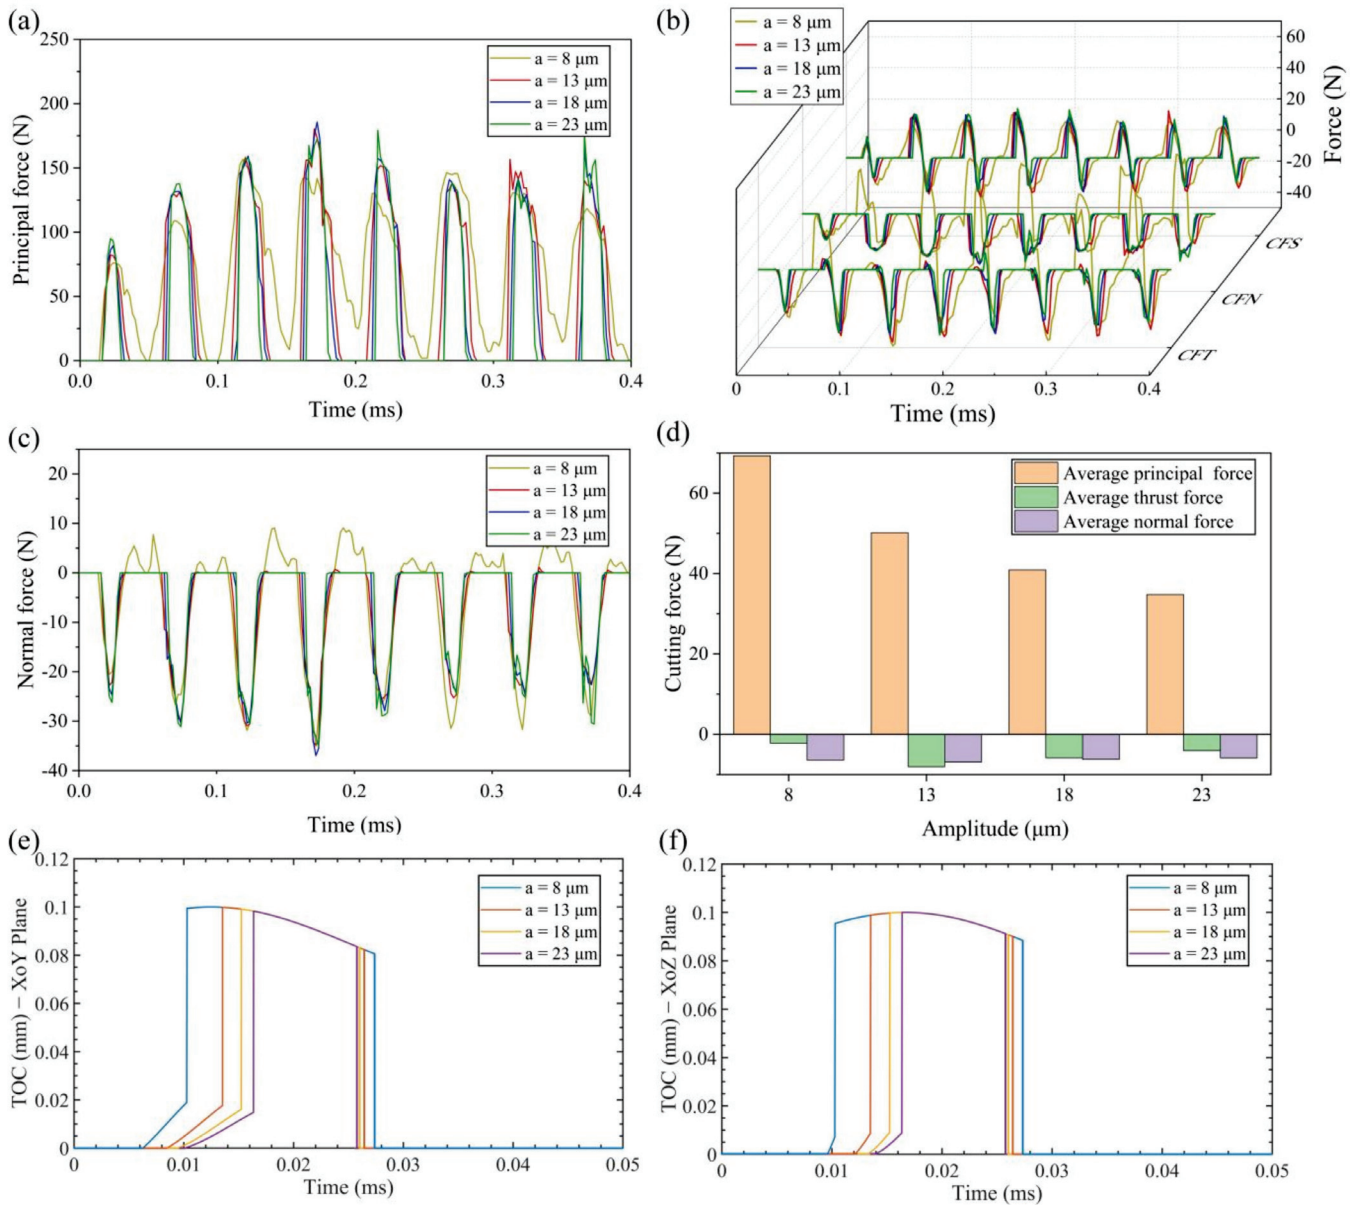 (a)
250
200
150
100
50
0
Principal force (N)
a = 8 μm
a = 13 μm
a = 18 μm
a = 23 μm
0.0 0.1 0.2 0.3 0.4
Time (ms)
(b)
a = 8 μm
a = 13 μm
a = 18 μm
a = 23 μm
60
40
20
0
-20
-40
Force (N)
CFS
CFN
CFT
0 0.1 0.2 0.3 0.4
Time (ms)
(c)
20
10
0
-10
-20
-30
-40
Normal force (N)
a = 8 μm
a = 13 μm
a = 18 μm
a = 23 μm
0.0 0.1 0.2 0.3 0.4
Time (ms)
(d)
60
40
20
0
Cutting force (N)
Average principal force
Average thrust force
Average normal force
8 13 18 23
Amplitude (μm)
(e)
0.12
0.1
0.08
0.06
0.04
0.02
0
TOC (mm) − XoY Plane
a = 8 μm
a = 13 μm
a = 18 μm
a = 23 μm
0 0.01 0.02 0.03 0.04 0.05
Time (ms)
(f)
0.12
0.1
0.08
0.06
0.04
0.02
0
TOC (mm) − XoZ Plane
a = 8 μm
a = 13 μm
a = 18 μm
a = 23 μm
0 0.01 0.02 0.03 0.04 0.05
Time (ms)